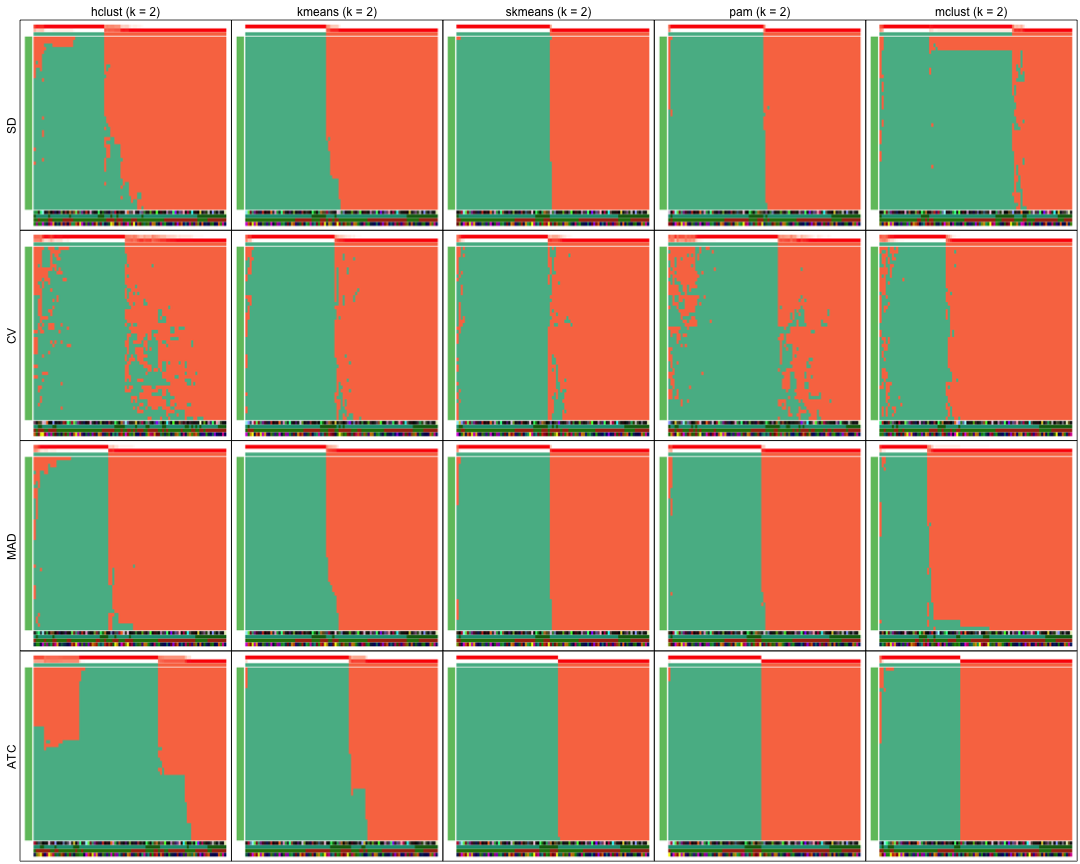 hclust (k = 2)
kmeans (k = 2)
skmeans (k = 2)
pam (k = 2)
mclust (k = 2)
SD
CV
MAD
ATC